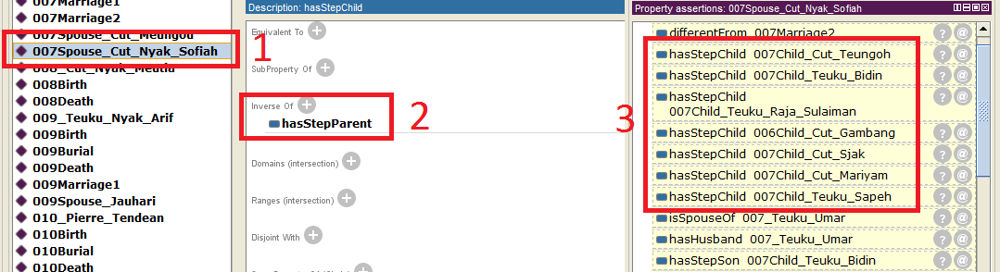 007Marriage1
007Marriage2
007Spouse_Cut_Meungou
007Spouse_Cut_Nyak_Sofiah
008_Cut_Nyak_Meutia
008Birth
008Death
009_Teuku_Nyak_Arif
009Birth
009Burial
009Death
009Marriage1
009Spouse_Jauhari
010_Pierre_Tendean
010Birth
010Burial
010Death
1
Description: hasStepChild
Equivalent To
SubProperty Of
Inverse Of
hasStepParent
2
Domains (intersection)
Ranges (intersection)
Disjoint With
3
Property assertions: 007Spouse_Cut_Nyak_Sofiah
differentFrom 007Marriage2
hasStepChild 007Child_Cut_Teungoh
hasStepChild 007Child_Teuku_Bidin
hasStepChild
007Child_Teuku_Raja_Sulaiman
hasStepChild 006Child_Cut_Gambang
hasStepChild 007Child_Cut_Sjak
hasStepChild 007Child_Cut_Mariyam
hasStepChild 007Child_Teuku_Sapeh
isSpouseOf 007_Teuku_Umar
hasHusband 007_Teuku_Umar
hasStepSon 007Child_Teuku_Bidin